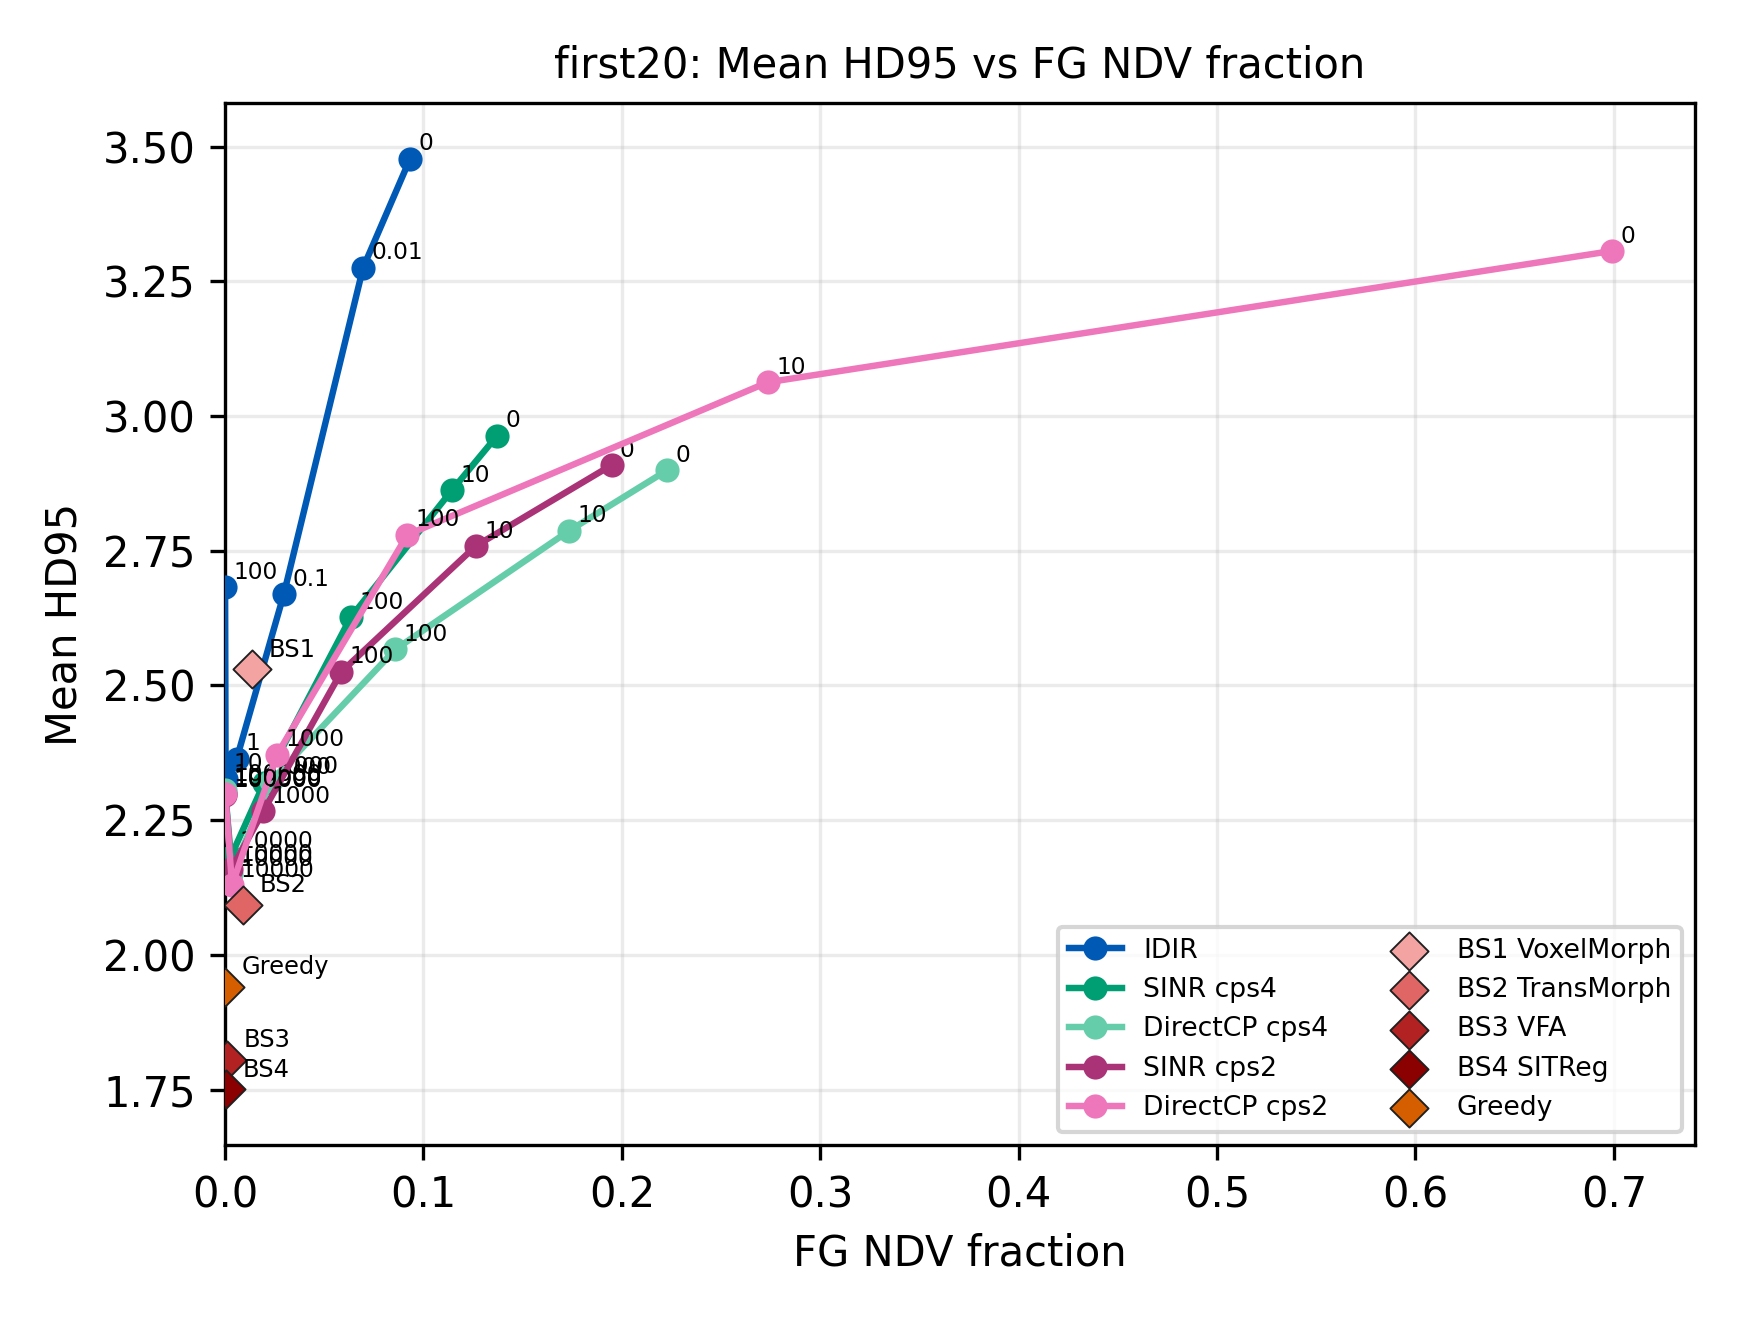 first20: Mean HD95 vs FG NDV fraction
3.50
3.25
3.00
2.75
2.50
2.25
2.00
1.75
Mean HD95
0
0.01
0.1
1
10
100
0
10
100
0
10
100
0
10
100
1000
0
10
100
1000
10000
10000
BS1
BS2
Greedy
BS3
BS4
IDIR
SINR cps4
DirectCP cps4
SINR cps2
DirectCP cps2
BS1 VoxelMorph
BS2 TransMorph
BS3 VFA
BS4 SITReg
Greedy
0.0 0.1 0.2 0.3 0.4 0.5 0.6 0.7
FG NDV fraction